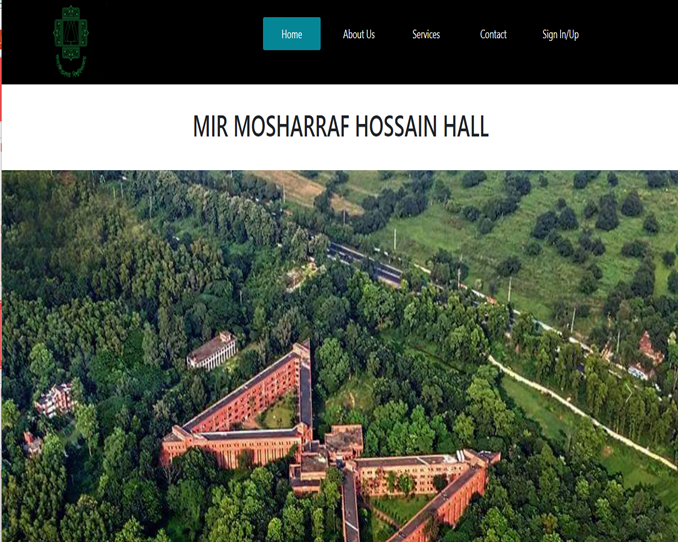 Home
About Us
Services
Contact
Sign In/Up
MIR MOSHARRAF HOSSAIN HALL